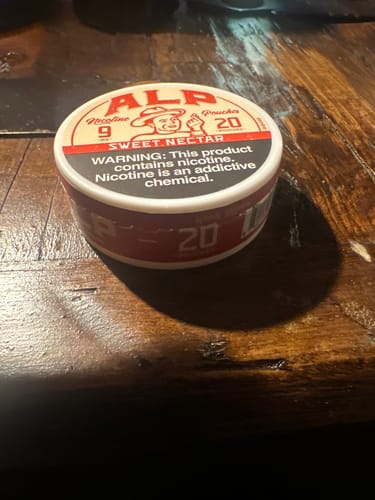 ALP
Nicotine Pouches
9 20
SWEET NECTAR
WARNING: This product
contains nicotine.
Nicotine is an addictive
chemical.
20